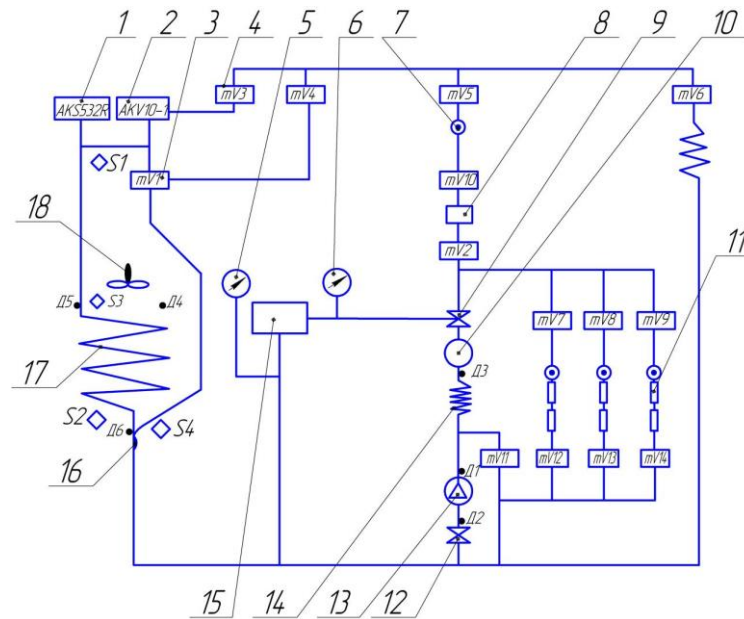 1 2 3 4 5 6 7 8 9 10
AKS532R AKV10-1 mV3 mV4 mV5 mV6
S1
mV1 mV10
18
mV2
11
Д5 S3 Д4
mV7 mV8 mV9
17
Д3
S2 Д6 S4
mV11 mV12 mV13 mV14
16
Д1
Д2
15 14 13 12